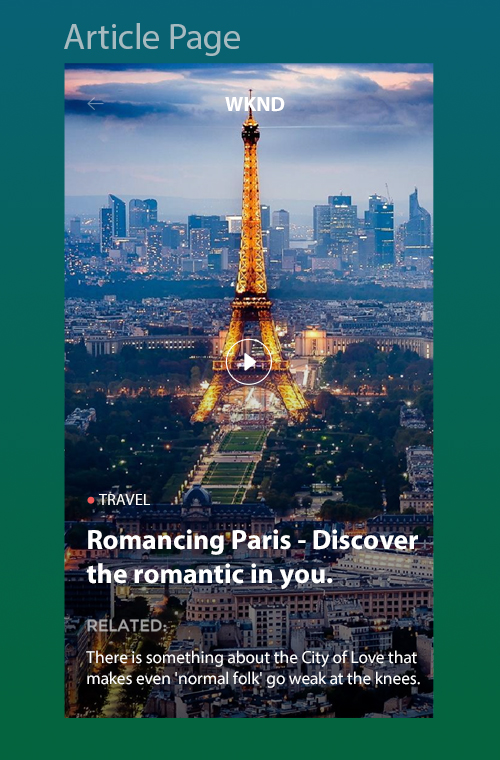 Article Page
WKND
TRAVEL
Romancing Paris - Discover
the romantic in you.
RELATED:
There is something about the City of Love that
makes even 'normal folk' go weak at the knees.